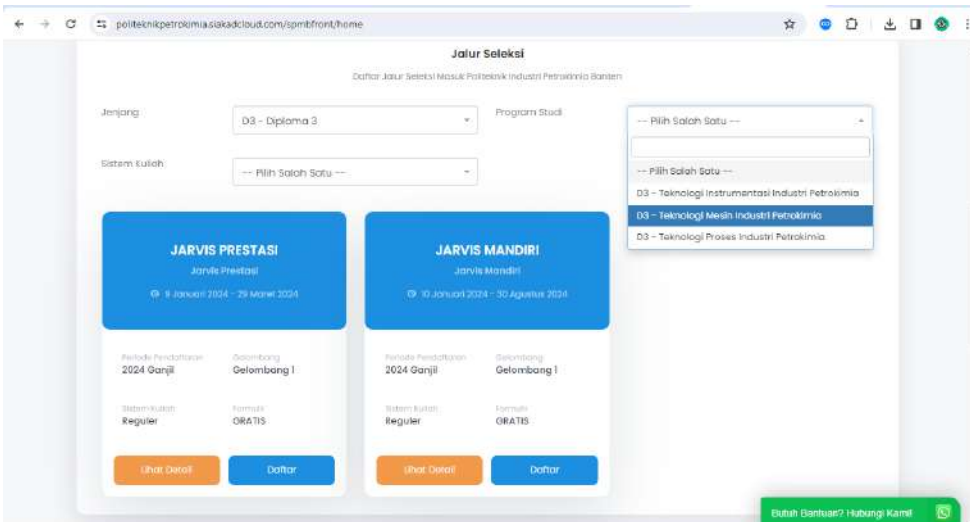 politeknikpetrokimia.siakadcloud.com/spmbfront/home
Jalur Seleksi
Daftar Jalur Seleksi Masuk Politeknik Industri Petrokimia Banten
Jenjang
D3 - Diploma 3
Program Studi
-- Pilih Salah Satu --
Sistem Kuliah
-- Pilih Salah Satu --
-- Pilih Salah Satu --
D3 - Teknologi Instrumentasi Industri Petrokimia
D3 - Teknologi Mesin Industri Petrokimia
D3 - Teknologi Proses Industri Petrokimia
JARVIS PRESTASI
Jarvis Prestasi
9 Januari 2024 - 29 Maret 2024
Periode Pendaftaran
Gelombang
2024 Ganjil
Gelombang 1
Sistem Kuliah
Formulir
Reguler
GRATIS
Lihat Detail
Daftar
JARVIS MANDIRI
Jarvis Mandiri
10 Januari 2024 - 30 Agustus 2024
Periode Pendaftaran
Gelombang
2024 Ganjil
Gelombang 1
Sistem Kuliah
Formulir
Reguler
GRATIS
Lihat Detail
Daftar
Butuh Bantuan? Hubungi Kami!